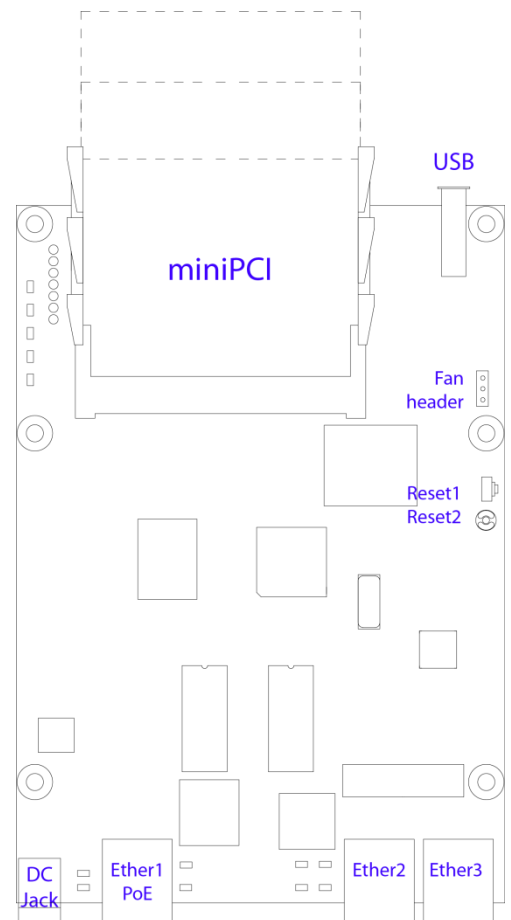 USB
miniPCI
Fan
header
Reset1
Reset2
DC
Jack
Ether1
PoE
Ether2
Ether3